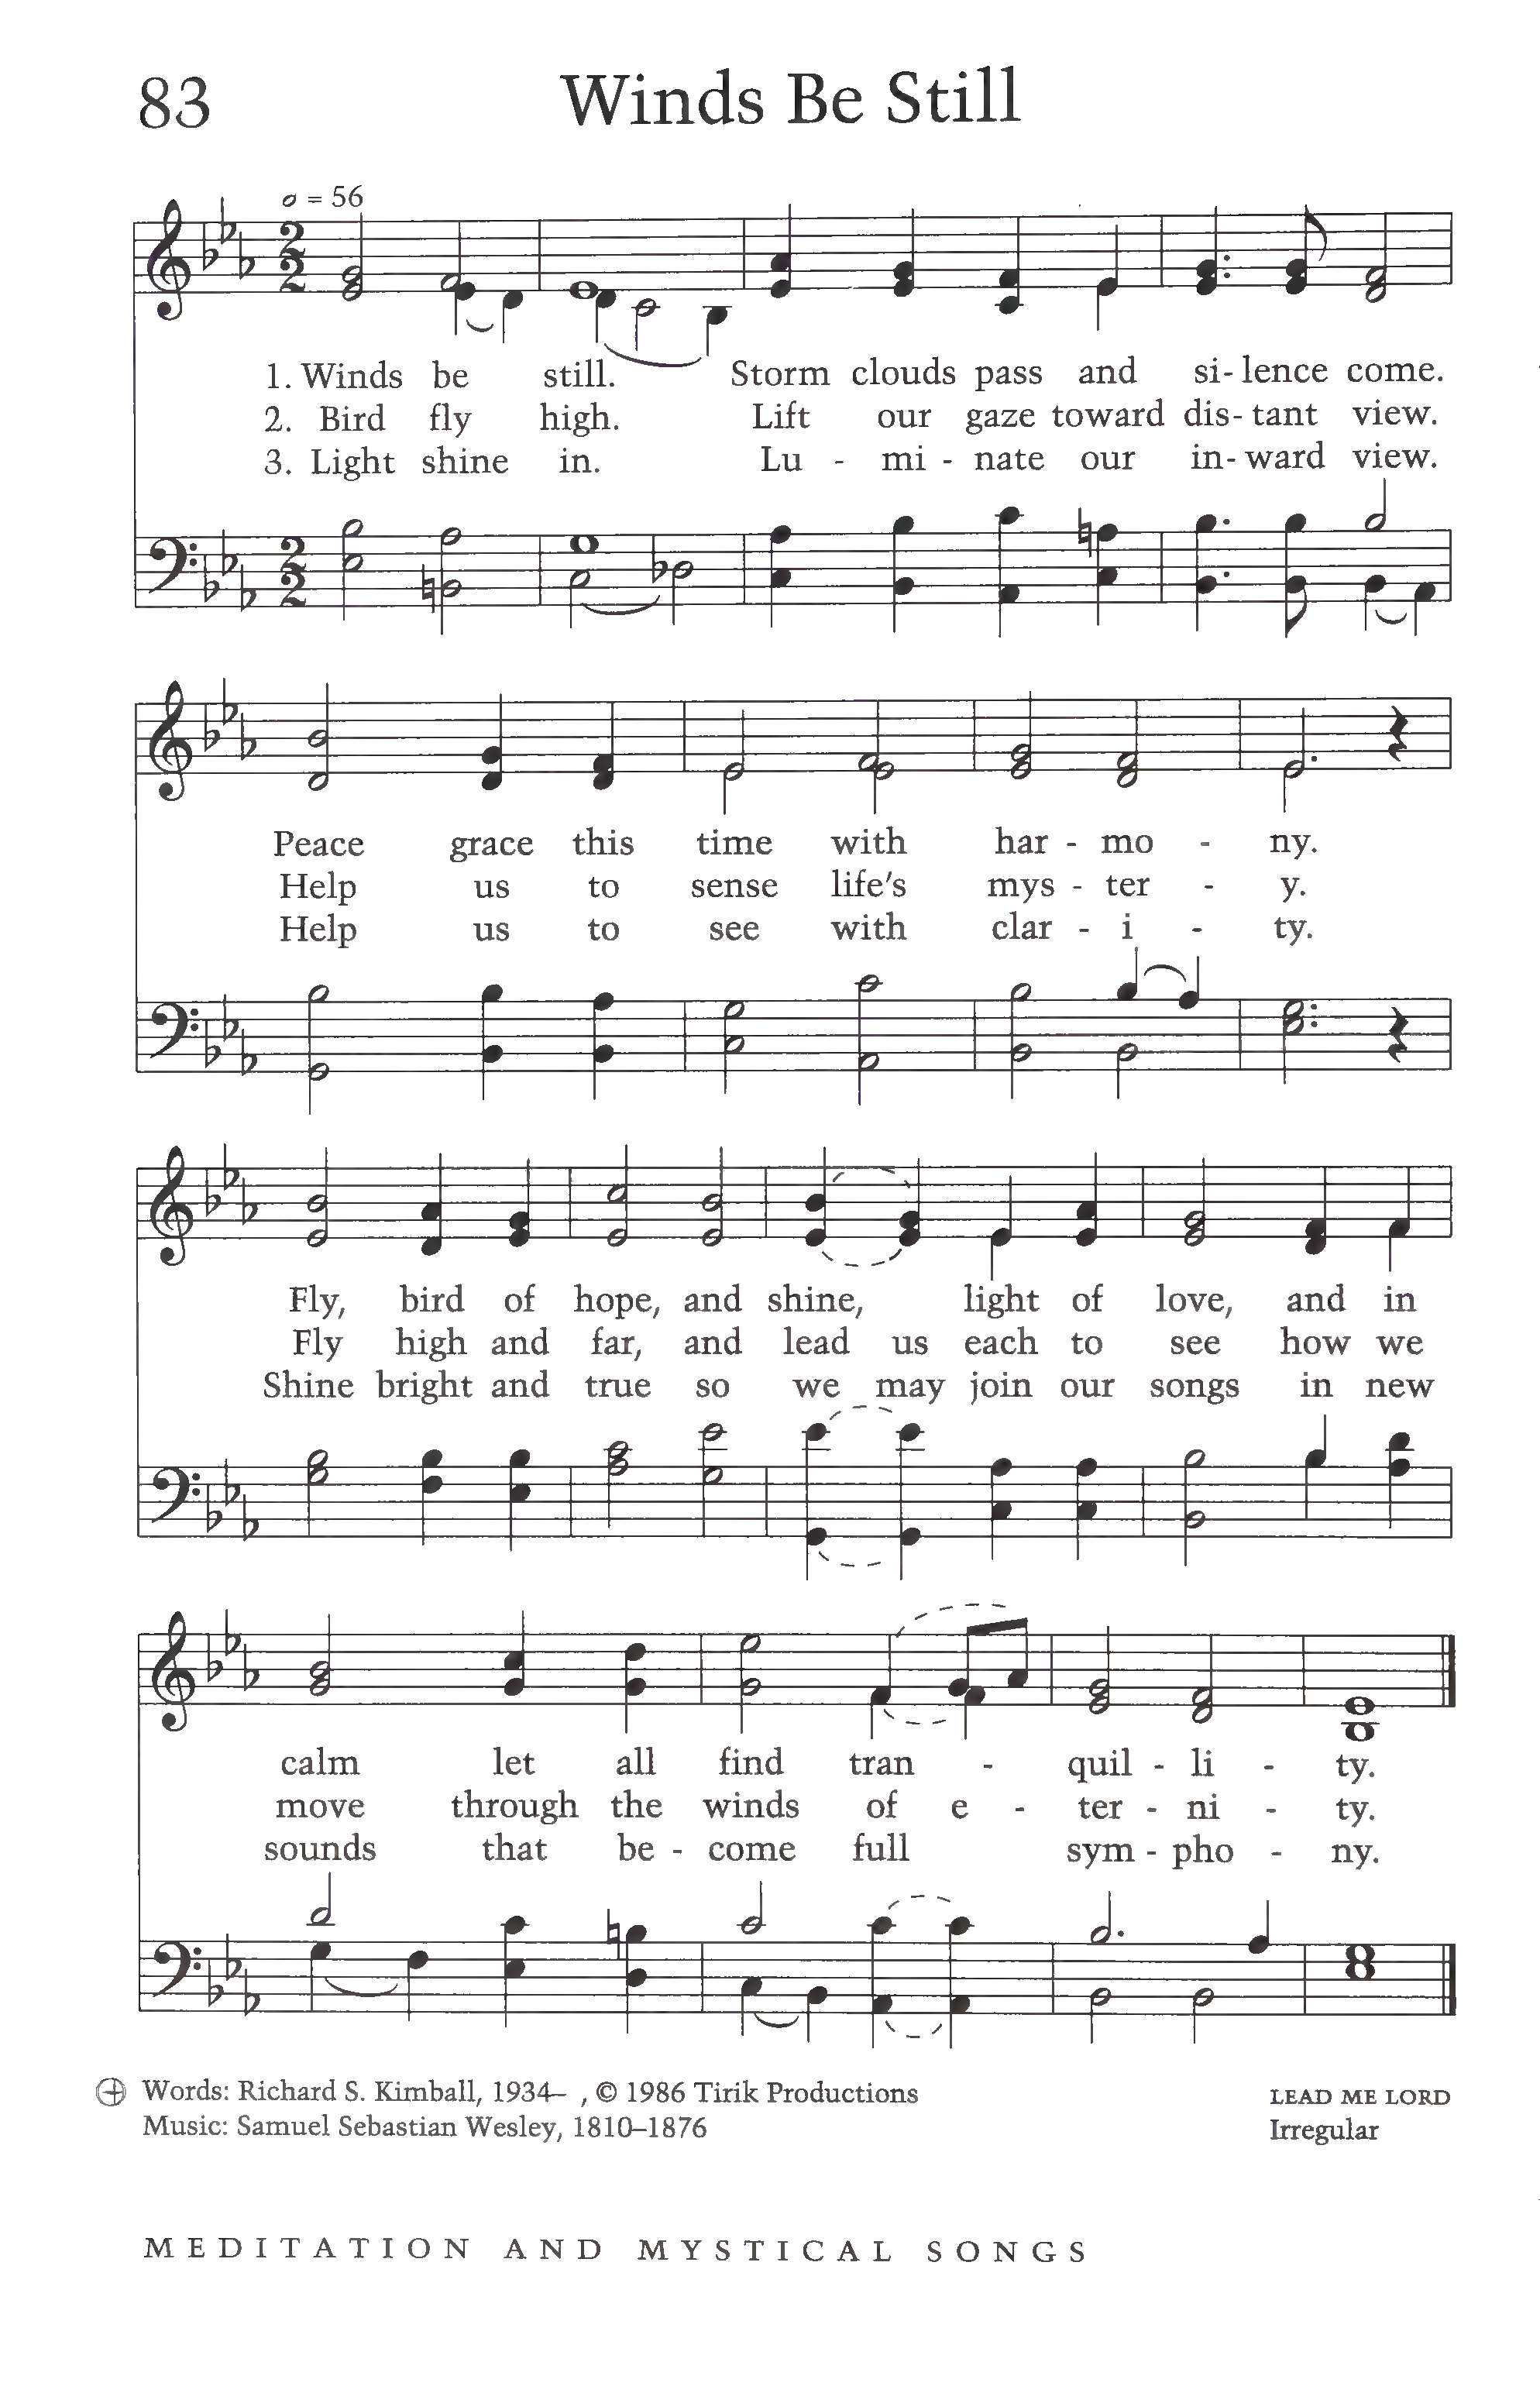 83 Winds Be Still
= 56
1. Winds be still. Storm clouds pass and si- lence come.
2. Bird fly high. Lift our gaze toward dis- tant view.
3. Light shine in. Lu - mi - nate our in- ward view.
Peace grace this time with har - mo - ny.
Help us to sense life's mys - ter - y.
Help us to see with clar - i - ty.
Fly, bird of hope, and shine, light of love, and in
Fly high and far, and lead us each to see how we
Shine bright and true so we may join our songs in new
calm let all find tran - quil - li - ty.
move through the winds of e - ter - ni - ty.
sounds that be - come full sym - pho - ny.
Words: Richard S. Kimball, 1934– , © 1986 Tirik Productions LEAD ME LORD
Music: Samuel Sebastian Wesley, 1810–1876 Irregular
MEDITATION AND MYSTICAL SONGS